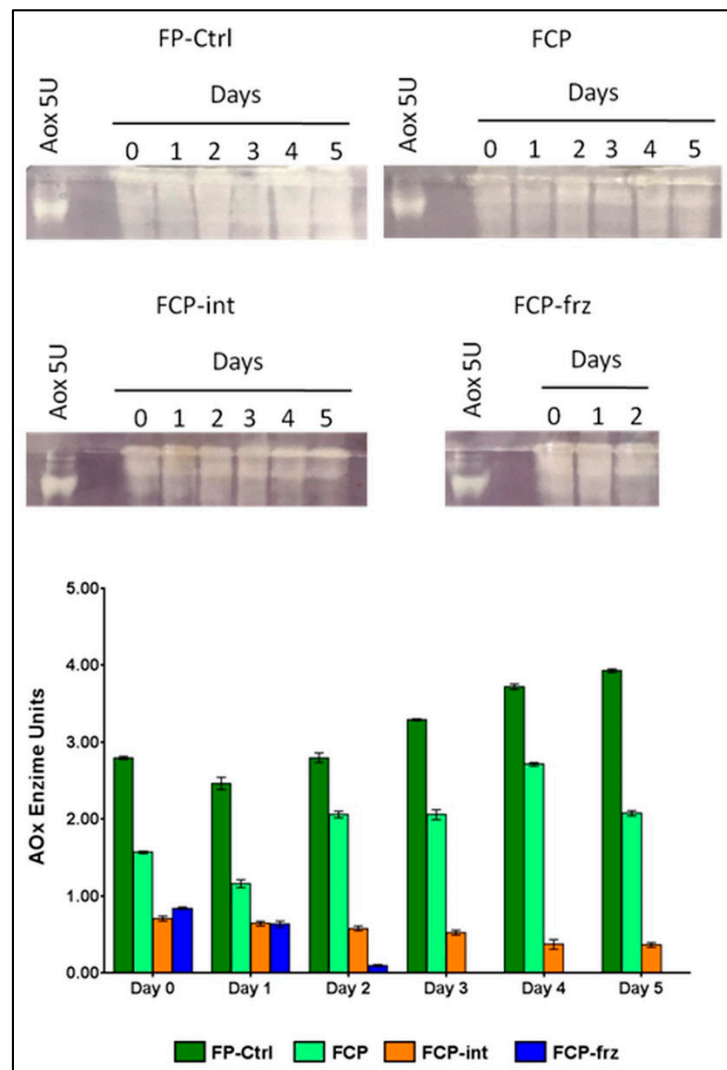 FP-Ctrl
Aox 5U
Days
0 1 2 3 4 5
FCP
Aox 5U
Days
0 1 2 3 4 5
FCP-int
Aox 5U
Days
0 1 2 3 4 5
FCP-frz
Aox 5U
Days
0 1 2
AOx Enzime Units
5.00
4.00
3.00
2.00
1.00
0.00
Day 0 Day 1 Day 2 Day 3 Day 4 Day 5
FP-Ctrl FCP FCP-int FCP-frz